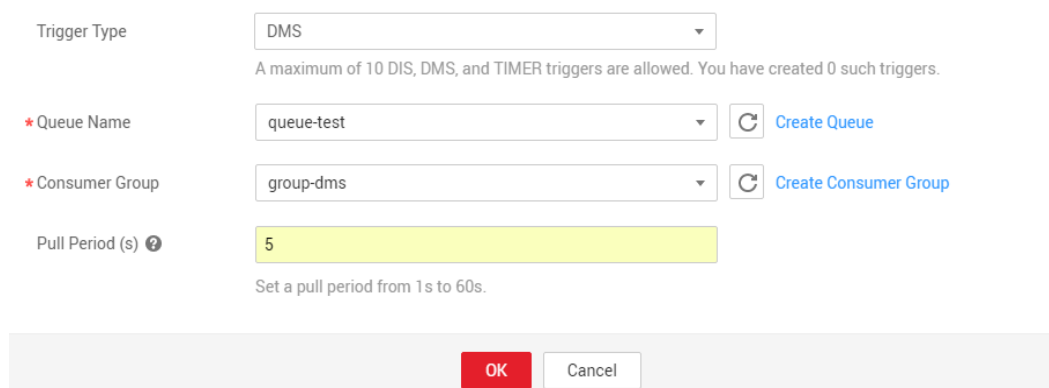 Trigger Type DMS
A maximum of 10 DIS, DMS, and TIMER triggers are allowed. You have created 0 such triggers.
* Queue Name queue-test Create Queue
* Consumer Group group-dms Create Consumer Group
Pull Period (s) ? 5
Set a pull period from 1s to 60s.
OK Cancel